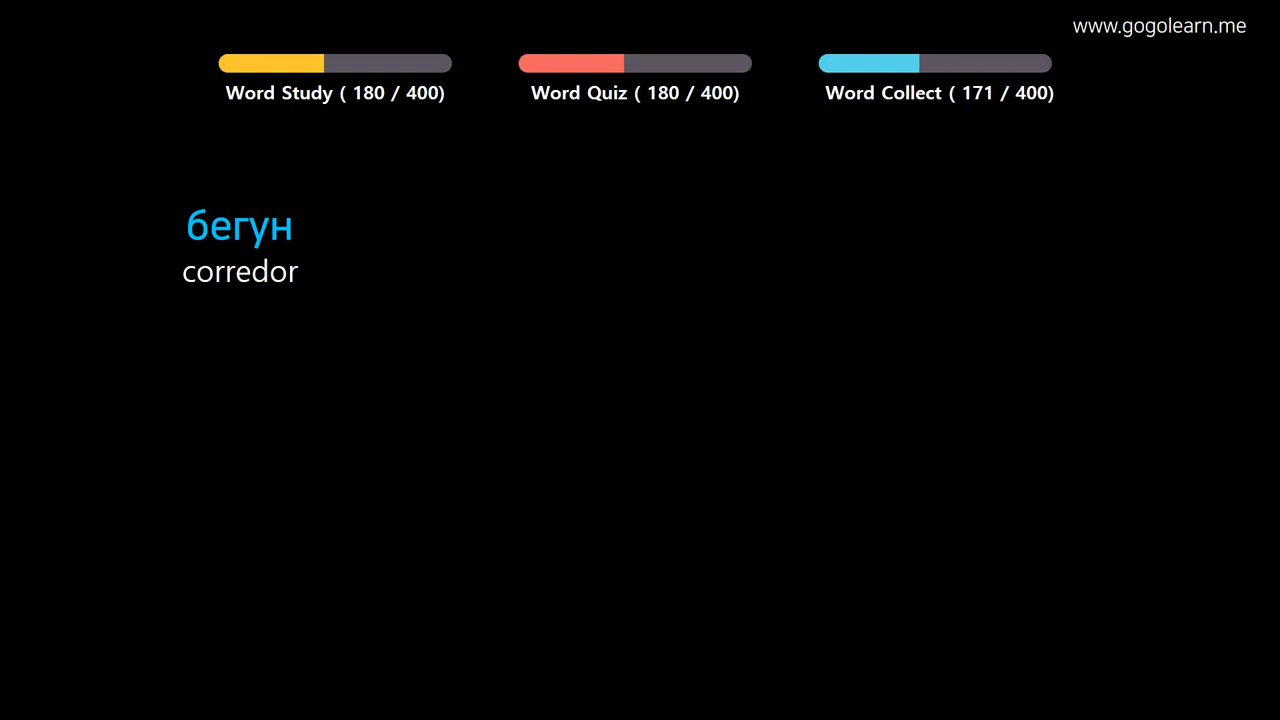 www.gogolearn.me
Word Study ( 180 / 400)
Word Quiz ( 180 / 400)
Word Collect ( 171 / 400)
бегун
corredor